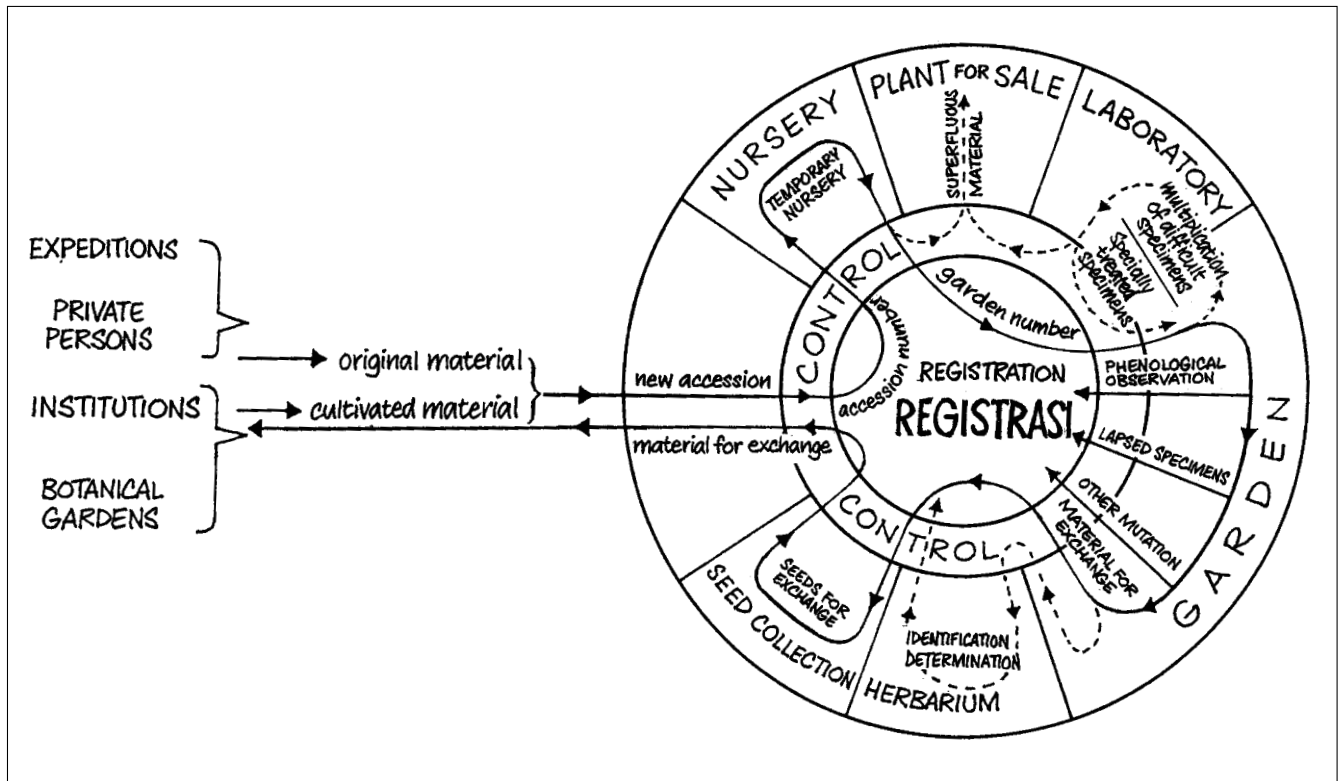 EXPEDITIONS
PRIVATE
PERSONS
INSTITUTIONS
BOTANICAL
GARDENS
original material
cultivated material
new accession
material for exchange
NURSERY
TEMPORARY
NURSERY
PLANT FOR SALE
SUPERFLUOUS
MATERIAL
LABORATORY
multiplication
of difficult
specimens
Specially
treated
specimens
CONTROL
accession nunmber
garden number
REGISTRATION
REGISTRASI
PHENOLOGICAL
OBSERVATION
LAPSED SPECIMENS
OTHER MUTATION
MATERIAL FOR
EXCHANGE
GARDEN
CONTROL
SEEDS FOR
EXCHANGE
SEED COLLECTION
IDENTIFICATION
DETERMINATION
HERBARIUM